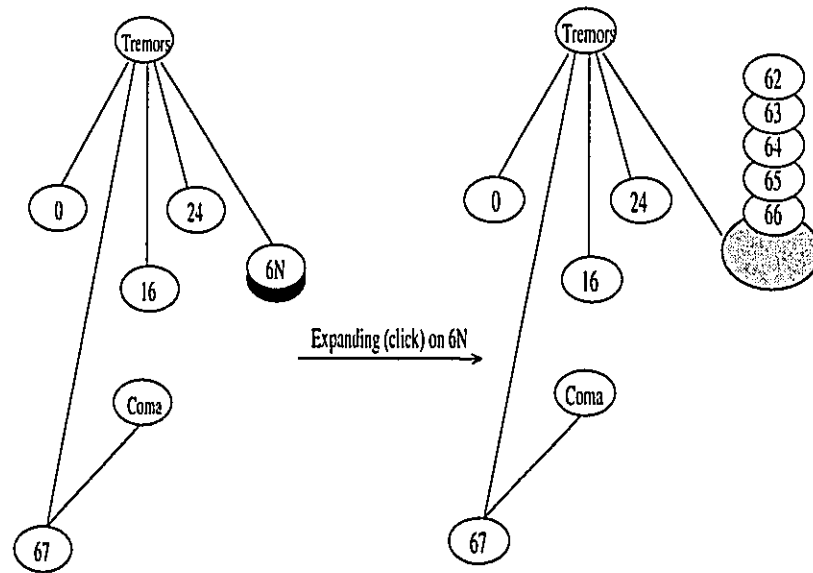 Tremors
0
24
16
6N
Coma
67
Expanding (click) on 6N
Tremors
62
63
64
65
66
0
24
16
Coma
67